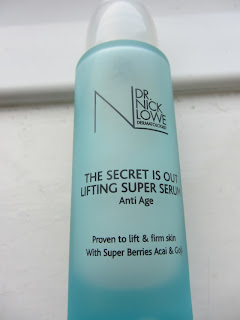 DR.
NICK
LOWE
DERMATOLOGIST
THE SECRET IS OUT
LIFTING SUPER SERUM
Anti Age
Proven to lift & firm skin
With Super Berries Acai & Goji